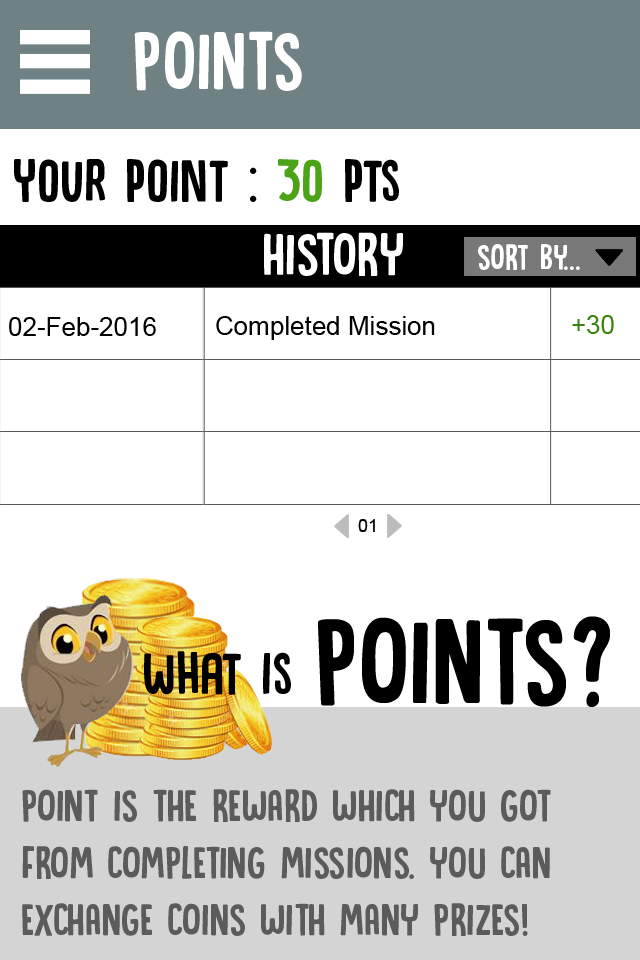 POINTS
YOUR POINT : 30 PTS
HISTORY
SORT BY...
02-Feb-2016 Completed Mission +30
01
WHAT IS POINTS?
POINT IS THE REWARD WHICH YOU GOT
FROM COMPLETING MISSIONS. YOU CAN
EXCHANGE COINS WITH MANY PRIZES!